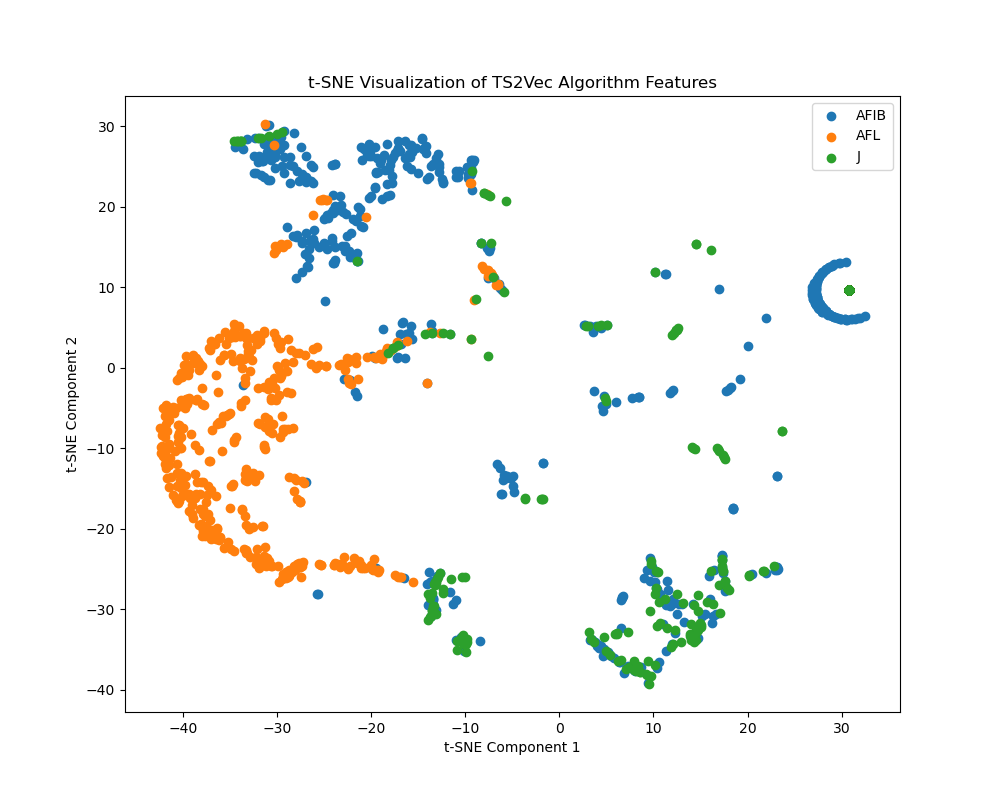 t-SNE Visualization of TS2Vec Algorithm Features
AFIB
AFL
J
30
20
10
0
−10
−20
−30
−40
t-SNE Component 2
−40 −30 −20 −10 0 10 20 30
t-SNE Component 1